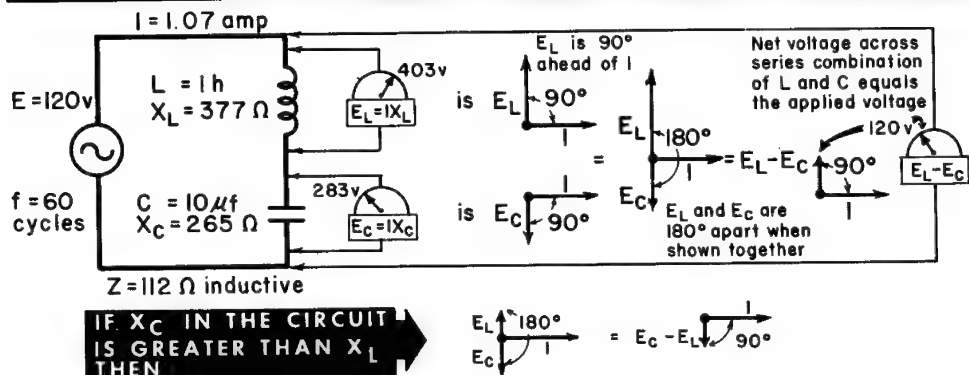 I = 1.07 amp
E = 120v
f = 60
cycles
L = 1h
X_L = 377 Ω
C = 10 μf
X_C = 265 Ω
Z = 112 Ω inductive
403v
E_L = IX_L
283v
E_C = IX_C
is
E_L is 90°
ahead of I
E_L
90°
I
is
E_C
I
90°
=
E_L
180°
I
E_C
E_L and E_C are
180° apart when
shown together
= E_L – E_C
90°
I
Net voltage across
series combination
of L and C equals
the applied voltage
120v
E_L – E_C
IF X_C IN THE CIRCUIT
IS GREATER THAN X_L
THEN
E_L
180°
I
E_C
= E_C – E_L
I
90°